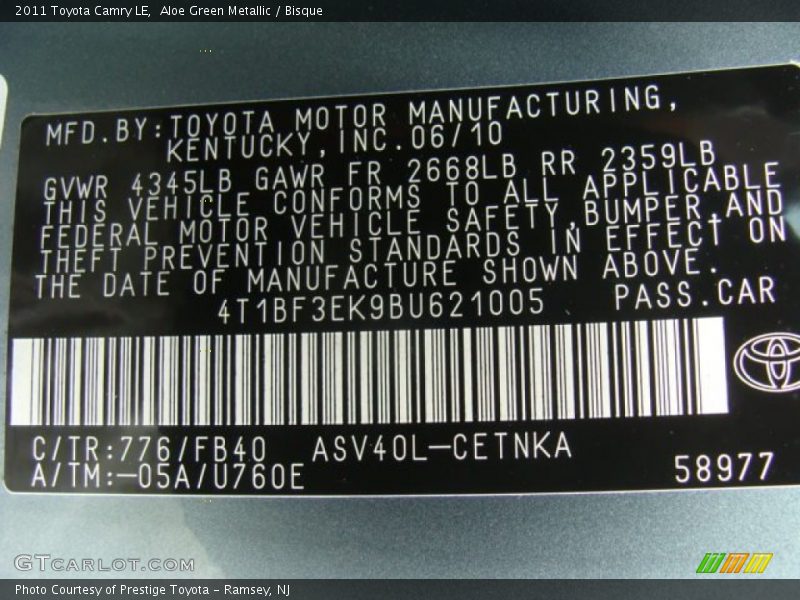 2011 Toyota Camry LE,  Aloe Green Metallic / Bisque
MFD.BY:TOYOTA MOTOR MANUFACTURING,
KENTUCKY,INC.06/10
GVWR 4345LB GAWR FR 2668LB RR 2359LB
THIS VEHICLE CONFORMS TO ALL APPLICABLE
FEDERAL MOTOR VEHICLE SAFETY,BUMPER,AND
THEFT PREVENTION STANDARDS IN EFFECT ON
THE DATE OF MANUFACTURE SHOWN ABOVE.
4T1BF3EK9BU621005 PASS.CAR
C/TR:776/FB40 ASV40L-CETNKA
A/TM:-05A/U760E 58977
GTCARLOT.COM
Photo Courtesy of Prestige Toyota - Ramsey, NJ